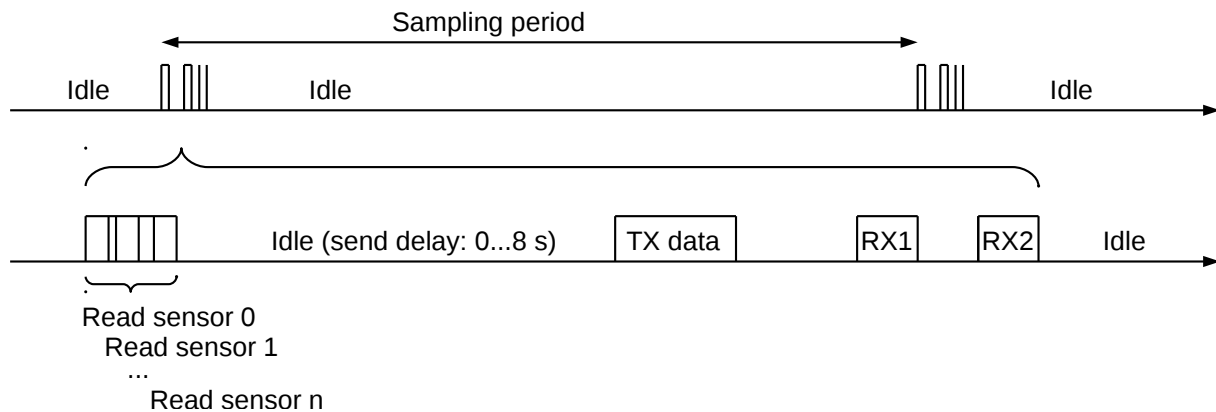 Sampling period
Idle
Idle
Idle
Idle (send delay: 0...8 s)
TX data
RX1
RX2
Idle
Read sensor 0
Read sensor 1
...
Read sensor n